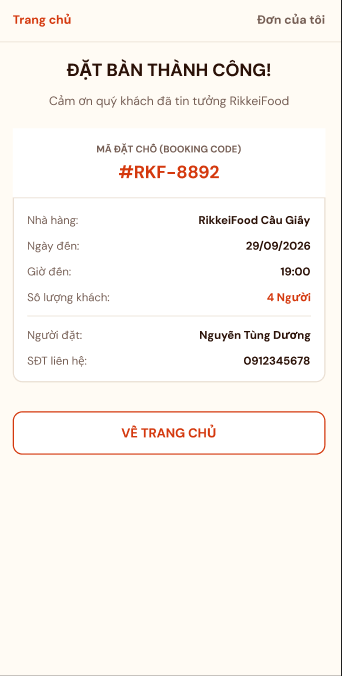 Trang chủ Đơn của tôi
ĐẶT BÀN THÀNH CÔNG!
Cảm ơn quý khách đã tin tưởng RikkeiFood
MÃ ĐẶT CHỖ (BOOKING CODE)
#RKF-8892
Nhà hàng: RikkeiFood Cầu Giấy
Ngày đến: 29/09/2026
Giờ đến: 19:00
Số lượng khách: 4 Người
Người đặt: Nguyễn Tùng Dương
SĐT liên hệ: 0912345678
VỀ TRANG CHỦ